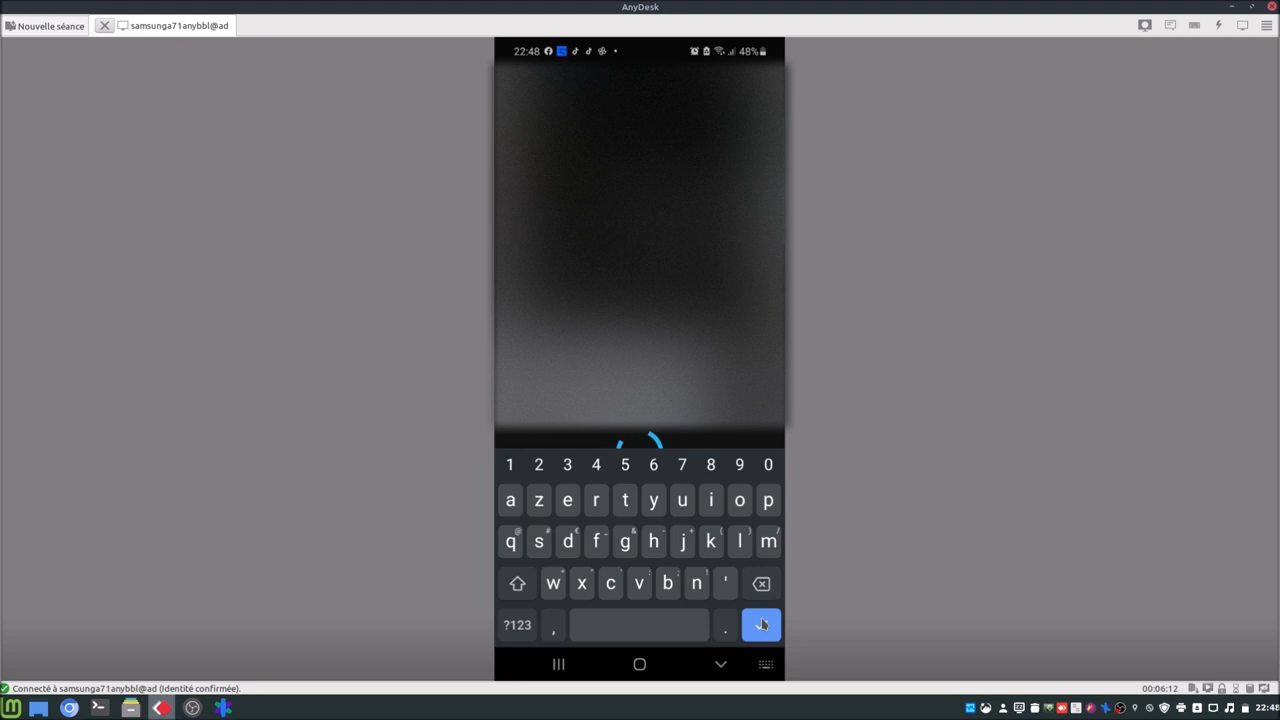 AnyDesk
Nouvelle séance
samsunga71anybbl@ad
22:48
48%
1 2 3 4 5 6 7 8 9 0
a z e r t y u i o p
q s d f g h j k l m
w x c v b n '
?123 , .
Connecté à samsunga71anybbl@ad (Identité confirmée).
00:06:12
22:48